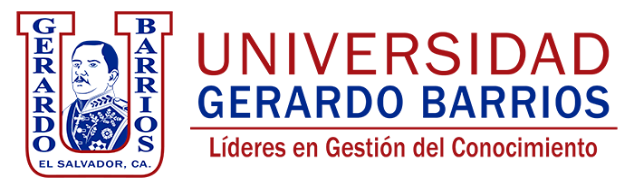 GERARDO
BARRIOS
EL SALVADOR, CA.
UNIVERSIDAD
GERARDO BARRIOS
Líderes en Gestión del Conocimiento